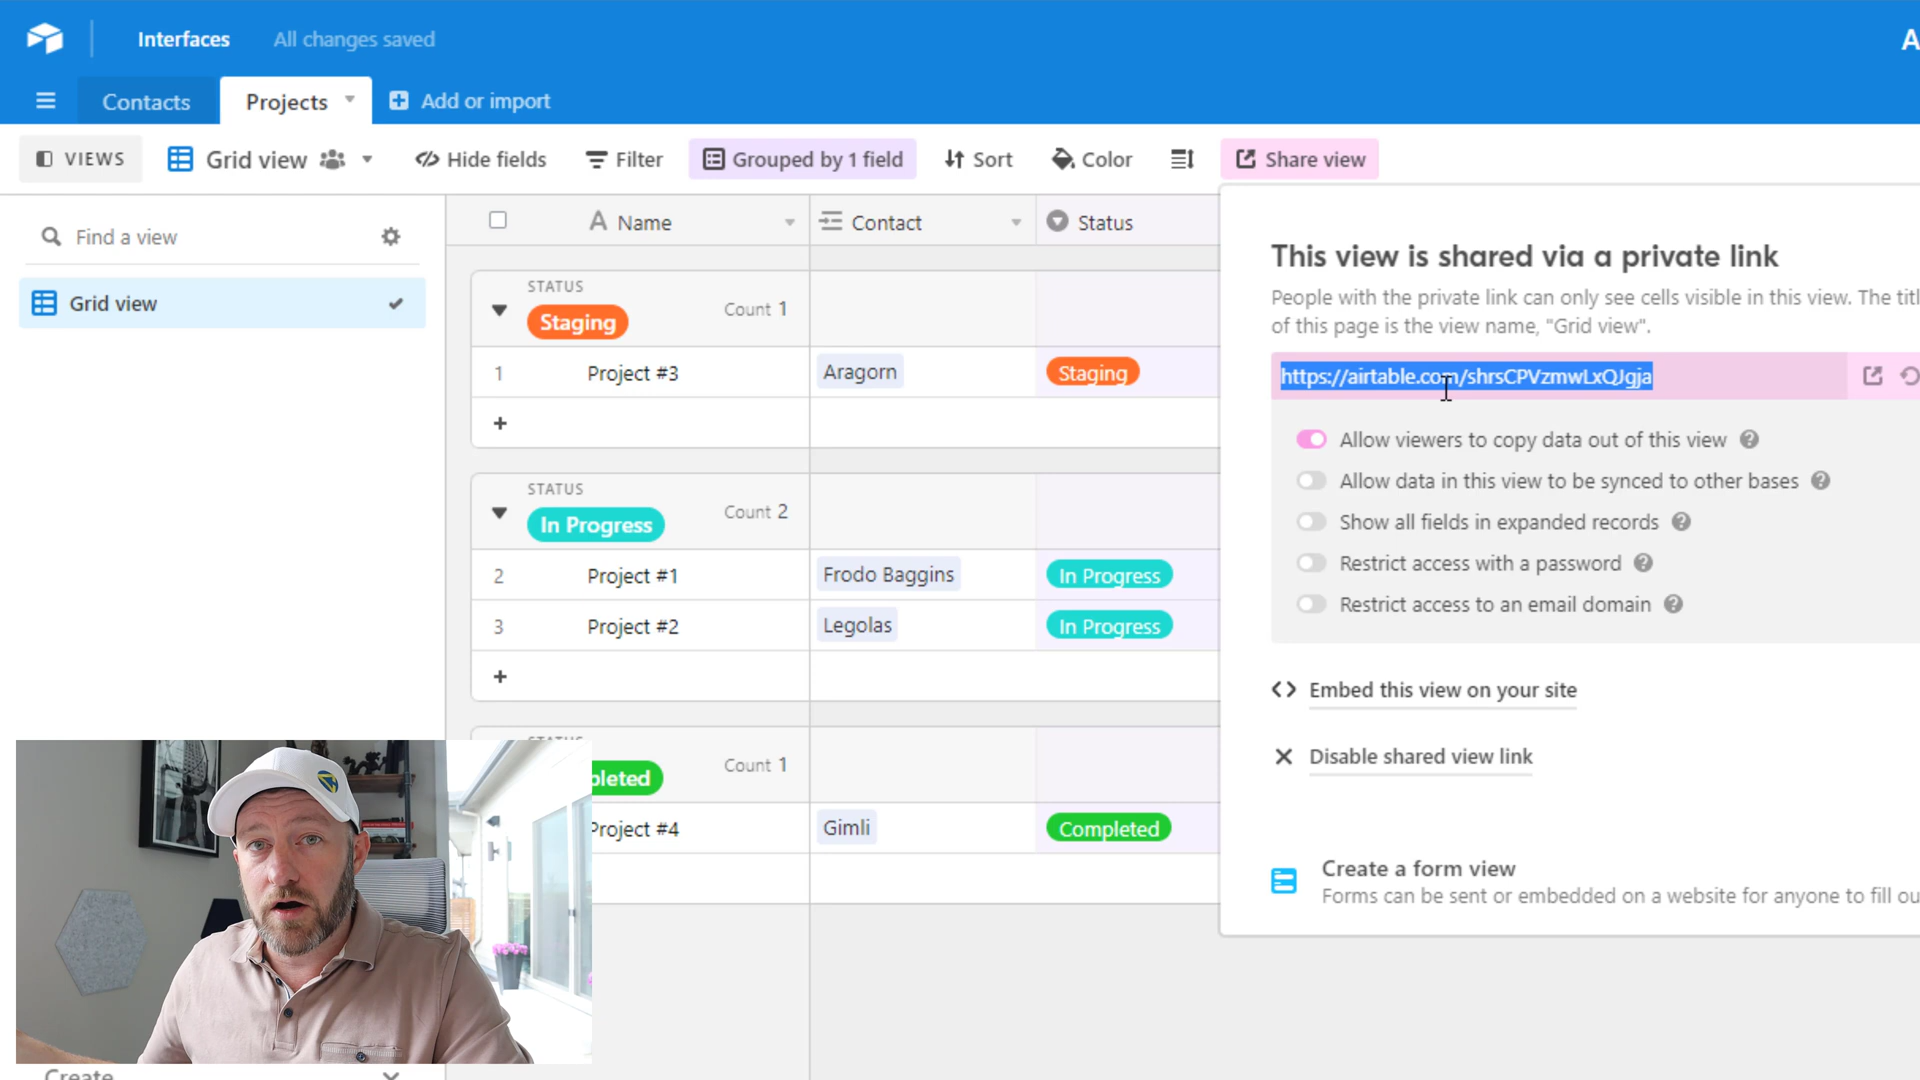 Interfaces
All changes saved
A
Contacts
Projects
Add or import
VIEWS
Grid view
Hide fields
Filter
Grouped by 1 field
Sort
Color
Share view
Find a view
Grid view
Name
Contact
Status
STATUS
Staging
Count 1
1
Project #3
Aragorn
Staging
+
STATUS
In Progress
Count 2
2
Project #1
Frodo Baggins
In Progress
3
Project #2
Legolas
In Progress
+
pleted
Count 1
Project #4
Gimli
Completed
This view is shared via a private link
People with the private link can only see cells visible in this view. The titl
of this page is the view name, "Grid view".
https://airtable.com/shrsCPVzmwLxQJgja
Allow viewers to copy data out of this view
Allow data in this view to be synced to other bases
Show all fields in expanded records
Restrict access with a password
Restrict access to an email domain
Embed this view on your site
Disable shared view link
Create a form view
Forms can be sent or embedded on a website for anyone to fill ou
Create